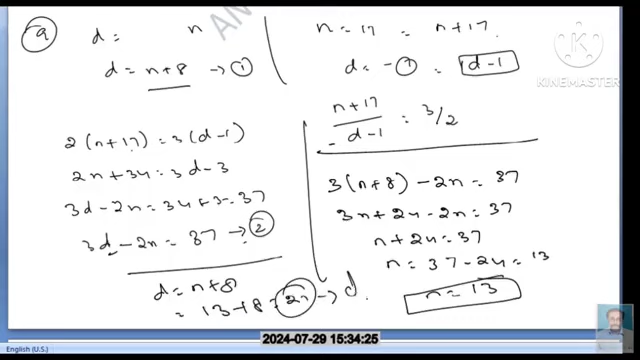 9
d = n
d = n+8 → ①
n = 17 = n+17
d = -① = d-1
n+17 / d-1 = 3/2
2(n+17) = 3(d-1)
2n+34 = 3d-3
3d-2n = 34+3 = 37
3d-2n = 37 → ②
d = n+8
= 13+8 = 21 → d.
3(n+8) - 2n = 37
3n+24-2n = 37
n+24 = 37
n = 37-24 = 13
n = 13
KINEMASTER
2024-07-29 15:34:25
English (U.S.)